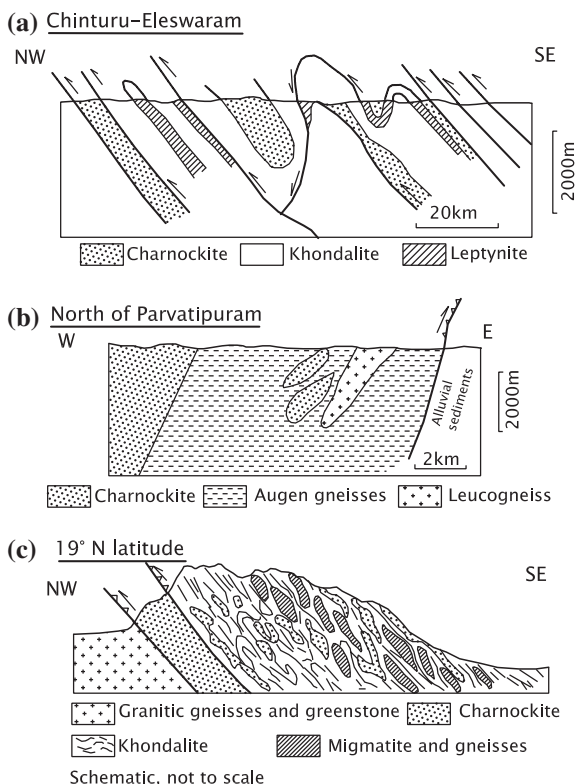 (a) Chinturu-Eleswaram
NW SE
2000m
20km
Charnockite Khondalite Leptynite
(b) North of Parvatipuram
W E
Alluvial sediments
2000m
2km
Charnockite Augen gneisses Leucogneiss
(c) 19° N latitude
NW SE
Granitic gneisses and greenstone Charnockite
Khondalite Migmatite and gneisses
Schematic, not to scale